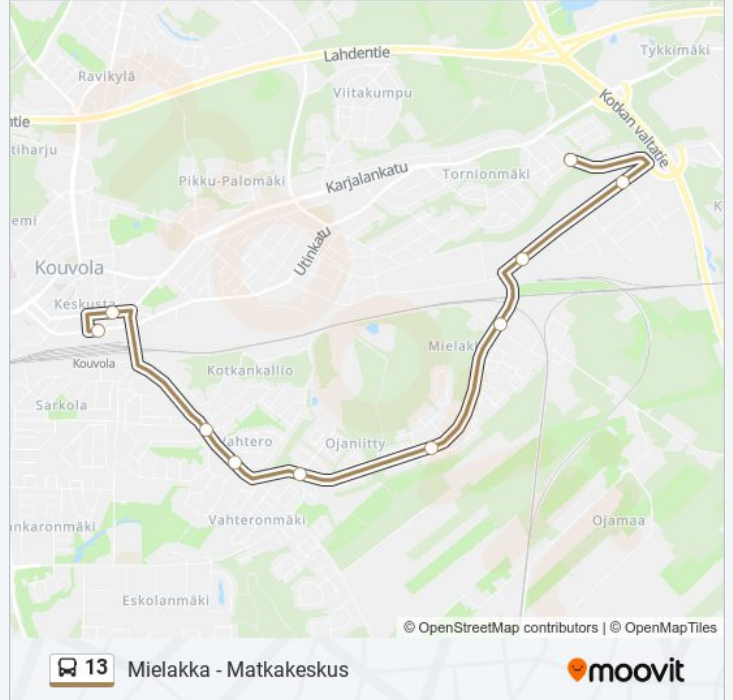 Lahdentie
Tykkimäki
Ravikylä
Viitakumpu
Kotkan valtatie
ntie
tiharju
Karjalankatu
Tornionmäki
Pikku-Palomäki
K
emi
Utinkatu
Kouvola
Keskusta
Mielakk
Kouvola
Kotkankallio
Sarkola
Vahtero
Ojaniitty
Vahteronmäki
Ojamaa
ankaronmäki
Eskolanmäki
© OpenStreetMap contributors | © OpenMapTiles
13 Mielakka - Matkakeskus
moovit